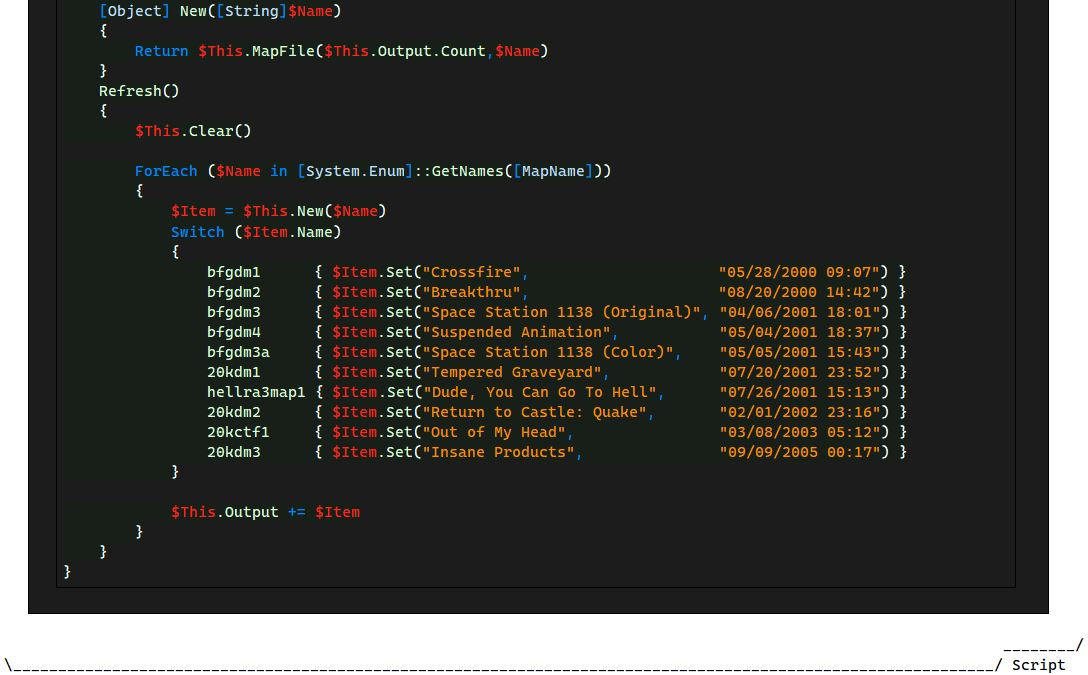 [Object] New([String]$Name)
{
Return $This.MapFile($This.Output.Count,$Name)
}
Refresh()
{
$This.Clear()
ForEach ($Name in [System.Enum]::GetNames([MapName]))
{
$Item = $This.New($Name)
Switch ($Item.Name)
{
bfgdm1      { $Item.Set("Crossfire",                     "05/28/2000 09:07") }
bfgdm2      { $Item.Set("Breakthru",                     "08/20/2000 14:42") }
bfgdm3      { $Item.Set("Space Station 1138 (Original)", "04/06/2001 18:01") }
bfgdm4      { $Item.Set("Suspended Animation",           "05/04/2001 18:37") }
bfgdm3a     { $Item.Set("Space Station 1138 (Color)",    "05/05/2001 15:43") }
20kdm1      { $Item.Set("Tempered Graveyard",            "07/20/2001 23:52") }
hellra3map1 { $Item.Set("Dude, You Can Go To Hell",      "07/26/2001 15:13") }
20kdm2      { $Item.Set("Return to Castle: Quake",       "02/01/2002 23:16") }
20kctf1     { $Item.Set("Out of My Head",                "03/08/2003 05:12") }
20kdm3      { $Item.Set("Insane Products",               "09/09/2005 00:17") }
}
$This.Output += $Item
}
}
}
________/
\______________________________________________________________________________________________________________/ Script